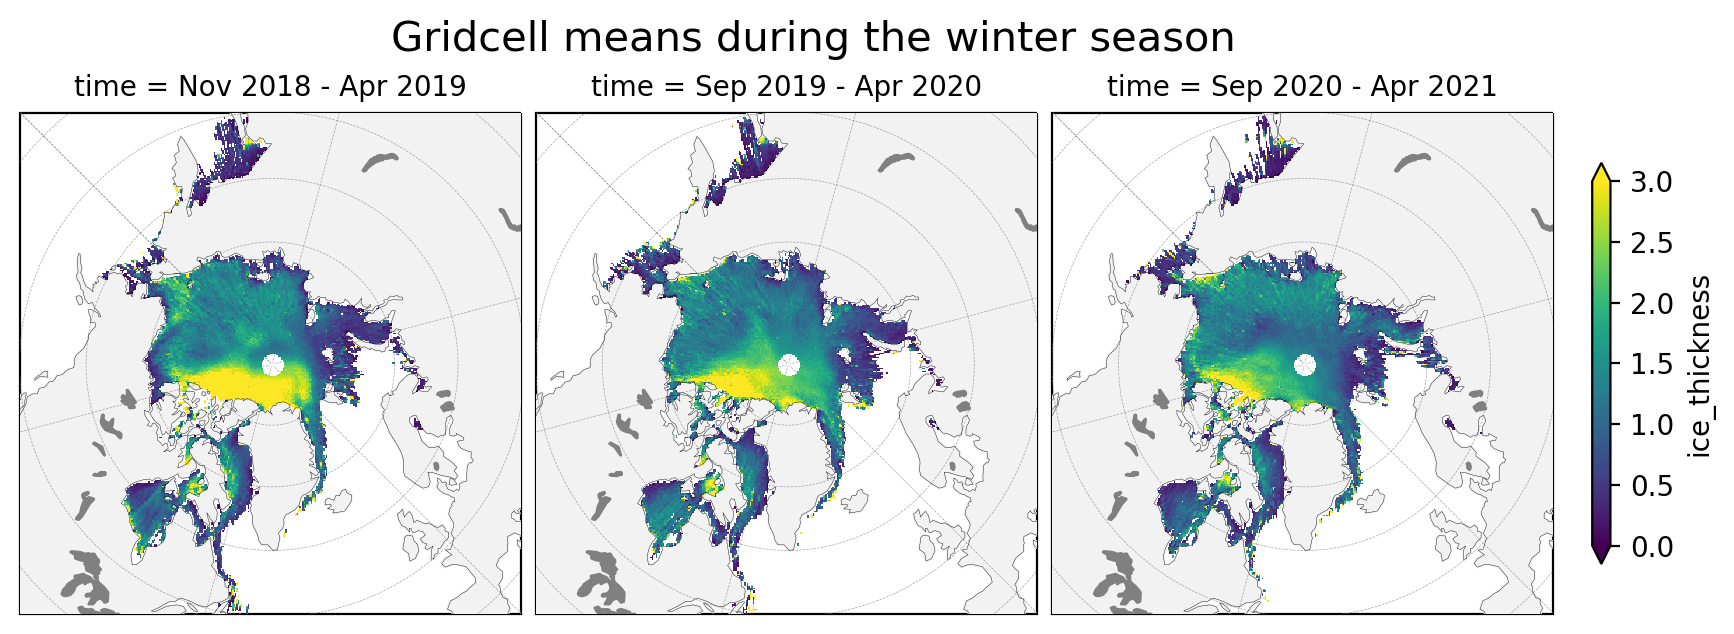 Gridcell means during the winter season
time = Nov 2018 - Apr 2019
time = Sep 2019 - Apr 2020
time = Sep 2020 - Apr 2021
3.0
2.5
2.0
1.5
1.0
0.5
0.0
ice_thickness